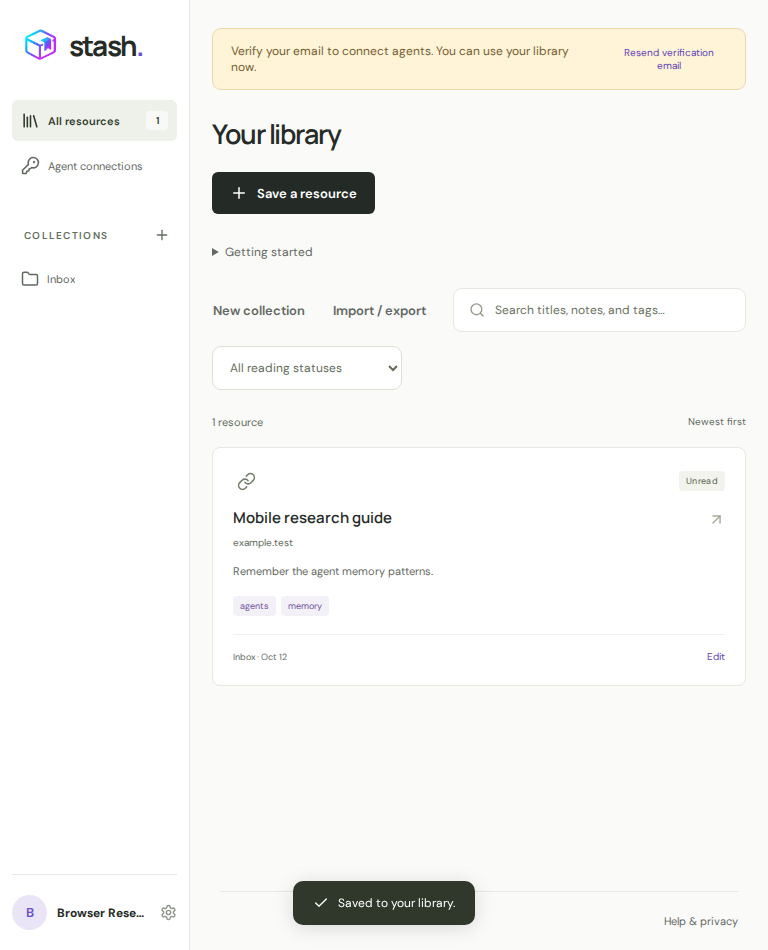 stash.
All resources 1
Agent connections
COLLECTIONS
Inbox
Browser Rese...
B
Verify your email to connect agents. You can use your library
now.
Resend verification
email
Your library
Save a resource
Getting started
New collection
Import / export
Search titles, notes, and tags...
All reading statuses
1 resource
Newest first
Unread
Mobile research guide
example.test
Remember the agent memory patterns.
agents
memory
Inbox · Oct 12
Edit
Saved to your library.
Help & privacy